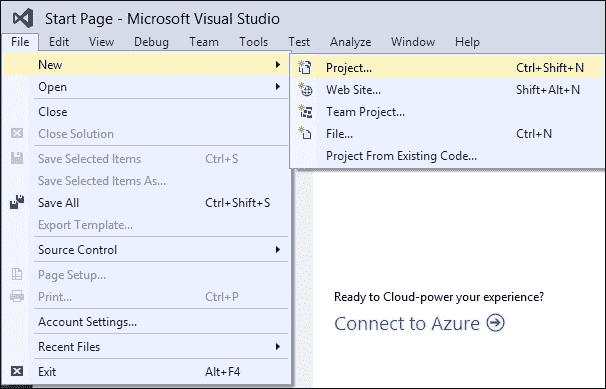 Start Page - Microsoft Visual Studio
File Edit View Debug Team Tools Test Analyze Window Help
New
Open
Close
Close Solution
Save Selected Items Ctrl+S
Save Selected Items As...
Save All Ctrl+Shift+S
Export Template...
Source Control
Page Setup...
Print... Ctrl+P
Account Settings...
Recent Files
Exit Alt+F4
Project... Ctrl+Shift+N
Web Site... Shift+Alt+N
Team Project...
File... Ctrl+N
Project From Existing Code...
Ready to Cloud-power your experience?
Connect to Azure